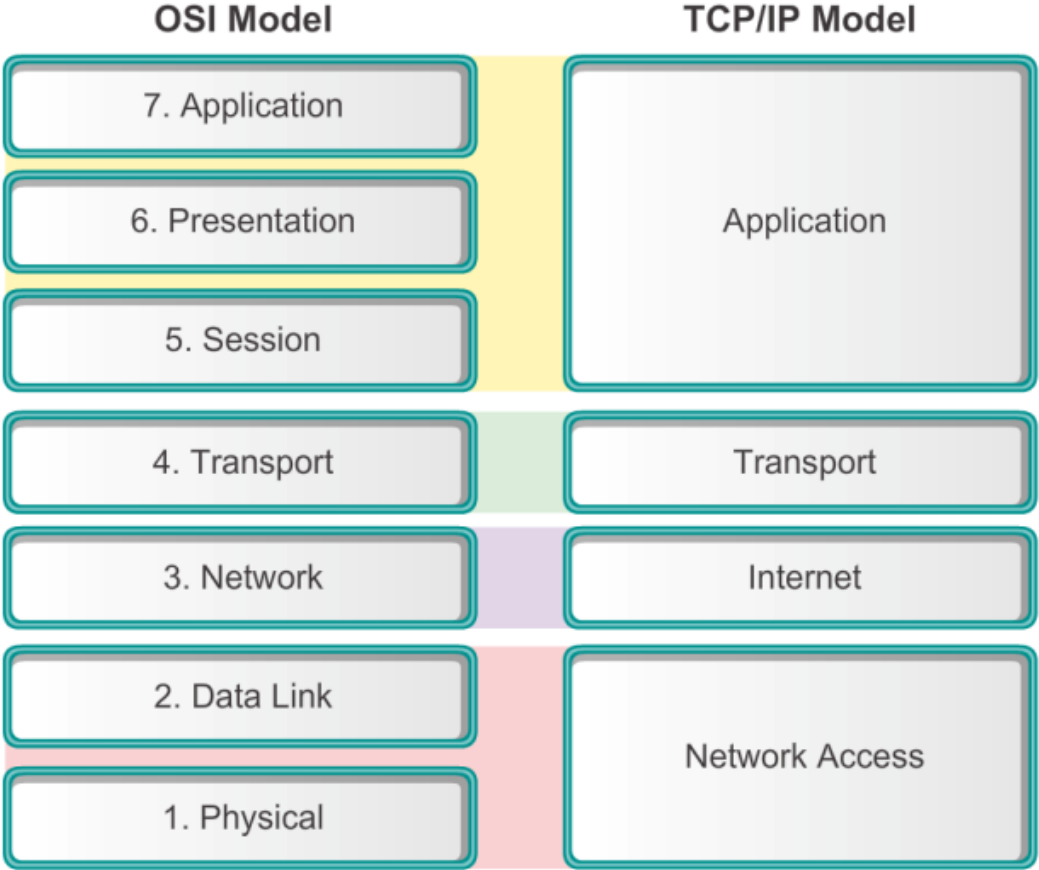 OSI Model
TCP/IP Model
7. Application
6. Presentation
5. Session
Application
4. Transport
Transport
3. Network
Internet
2. Data Link
1. Physical
Network Access